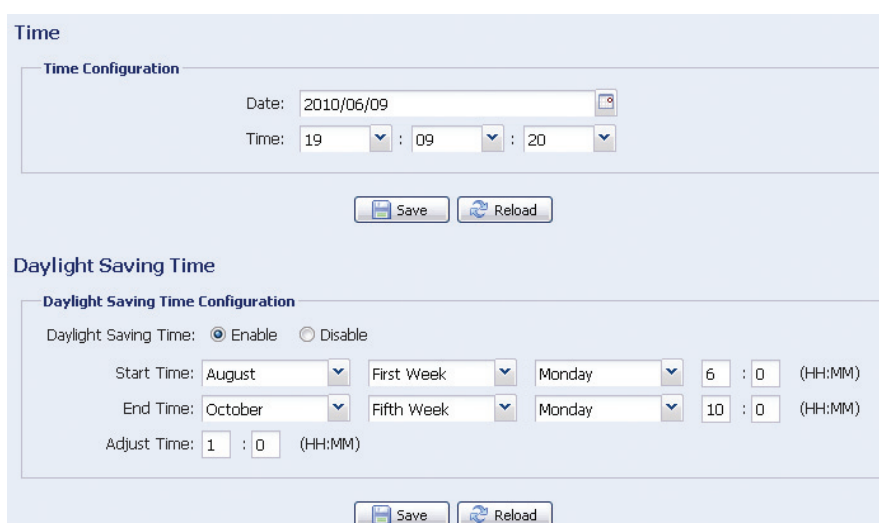 Time
Time Configuration
Date: 2010/06/09
Time: 19 : 09 : 20
Save Reload
Daylight Saving Time
Daylight Saving Time Configuration
Daylight Saving Time: Enable Disable
Start Time: August First Week Monday 6 : 0 (HH:MM)
End Time: October Fifth Week Monday 10 : 0 (HH:MM)
Adjust Time: 1 : 0 (HH:MM)
Save Reload